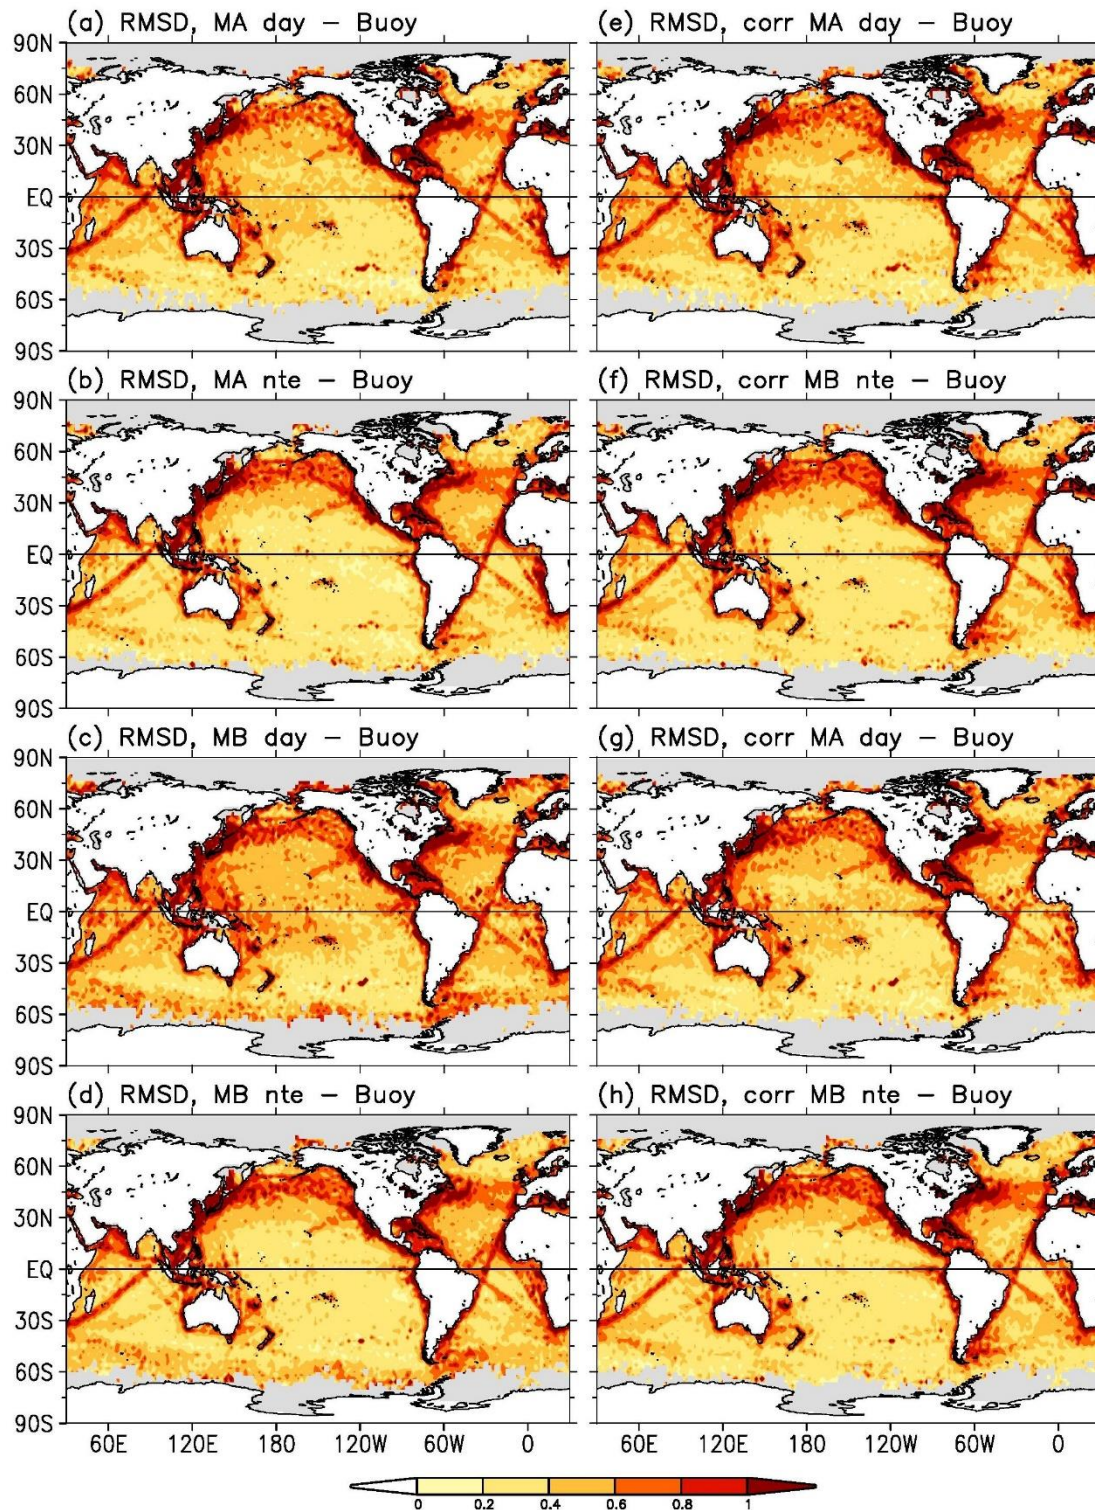 (a) RMSD, MA day – Buoy
(e) RMSD, corr MA day – Buoy
90N
60N
30N
EQ
30S
60S
90S
(b) RMSD, MA nte – Buoy
(f) RMSD, corr MB nte – Buoy
90N
60N
30N
EQ
30S
60S
90S
(c) RMSD, MB day – Buoy
(g) RMSD, corr MA day – Buoy
90N
60N
30N
EQ
30S
60S
90S
(d) RMSD, MB nte – Buoy
(h) RMSD, corr MB nte – Buoy
90N
60N
30N
EQ
30S
60S
90S
60E 120E 180 120W 60W 0 60E 120E 180 120W 60W 0
0 0.2 0.4 0.6 0.8 1